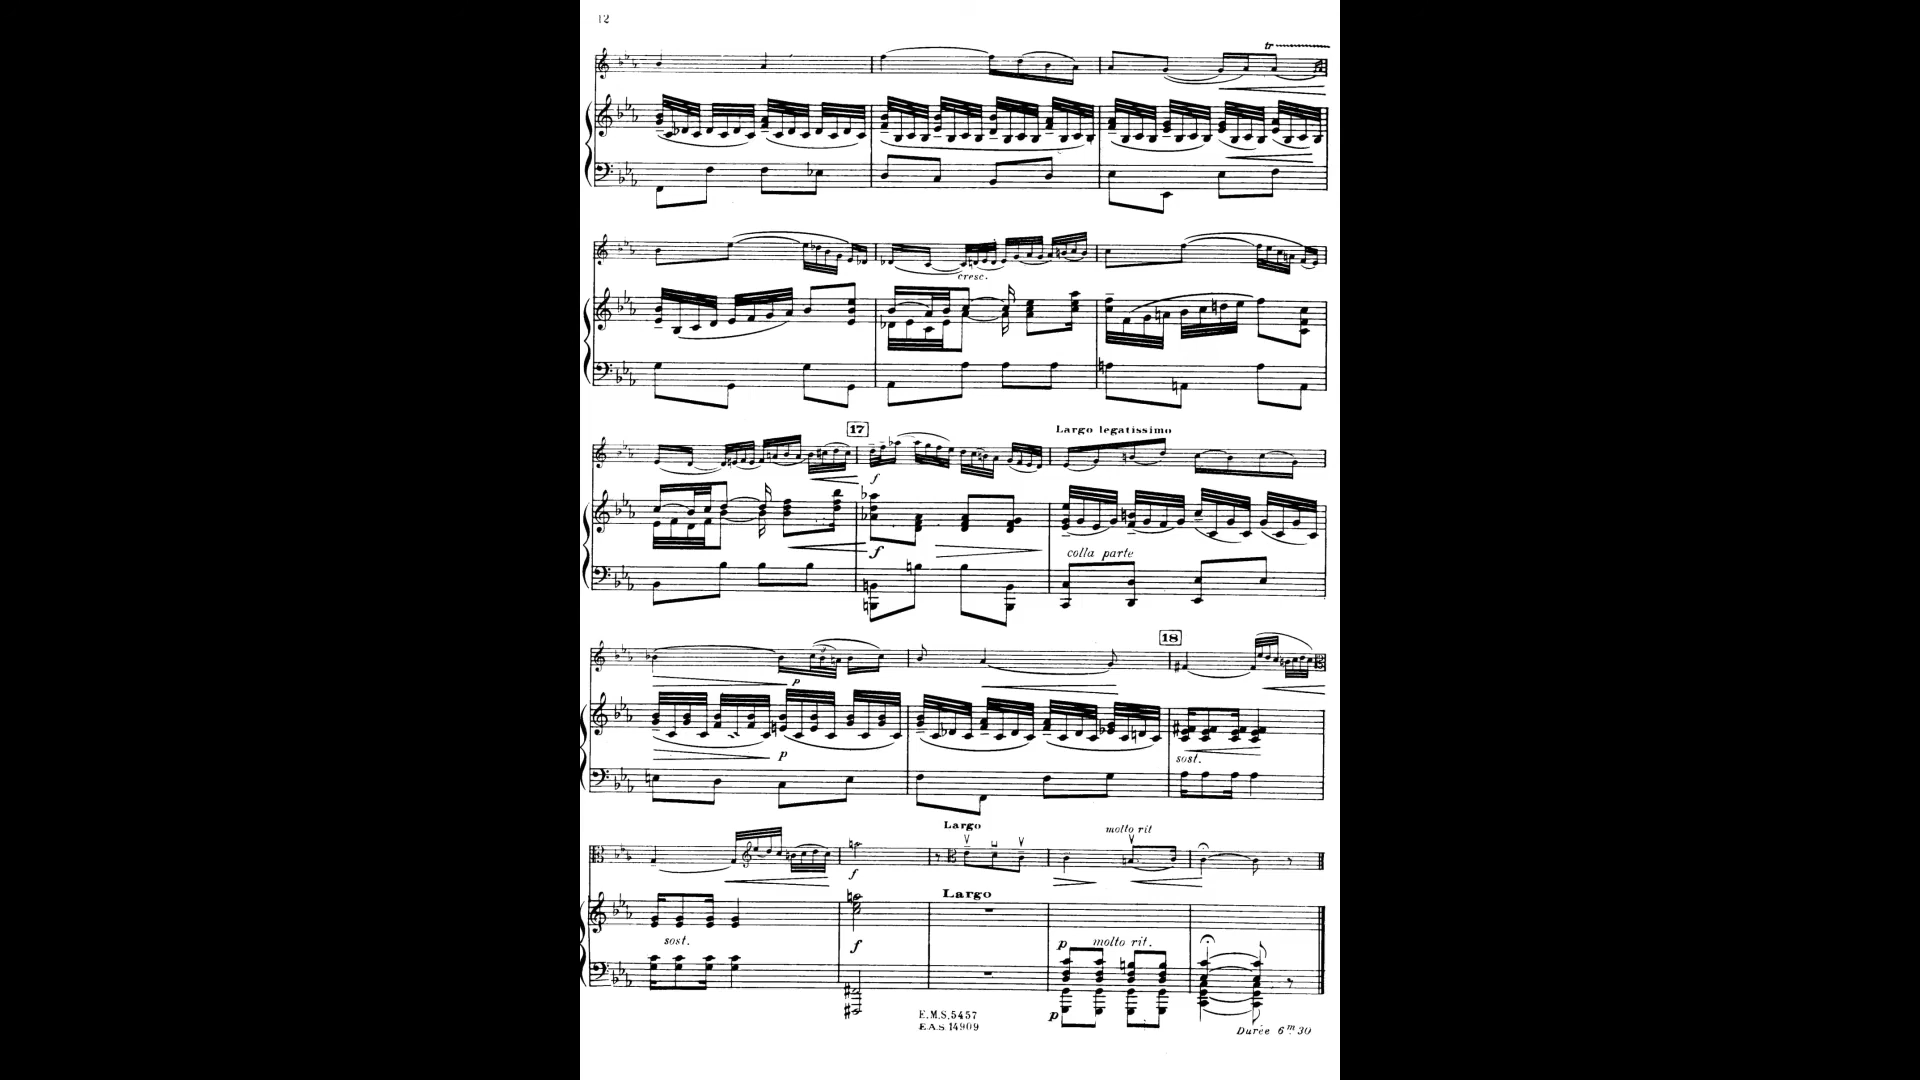 12
tr
cresc.
17
Largo legatissimo
f
f
colla parte
18
p
p
sost.
Largo
molto rit
f
Largo
sost.
f
p
molto rit.
p
E.M.S. 5457
E.A.S. 14909
Durée 6 m 30